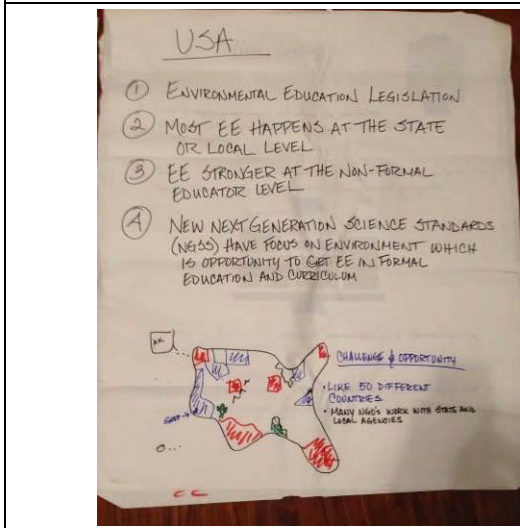 USA
① ENVIRONMENTAL EDUCATION LEGISLATION
② MOST EE HAPPENS AT THE STATE
OR LOCAL LEVEL
③ EE STRONGER AT THE NON-FORMAL
EDUCATOR LEVEL
④ NEW NEXT GENERATION SCIENCE STANDARDS
(NGSS) HAVE FOCUS ON ENVIRONMENT WHICH
IS OPPORTUNITY TO GET EE IN FORMAL
EDUCATION AND CURRICULUM
AK
CHALLENGE & OPPORTUNITY
• LIKE 50 DIFFERENT
COUNTRIES
• MANY NGO'S WORK WITH STATE AND
LOCAL AGENCIES